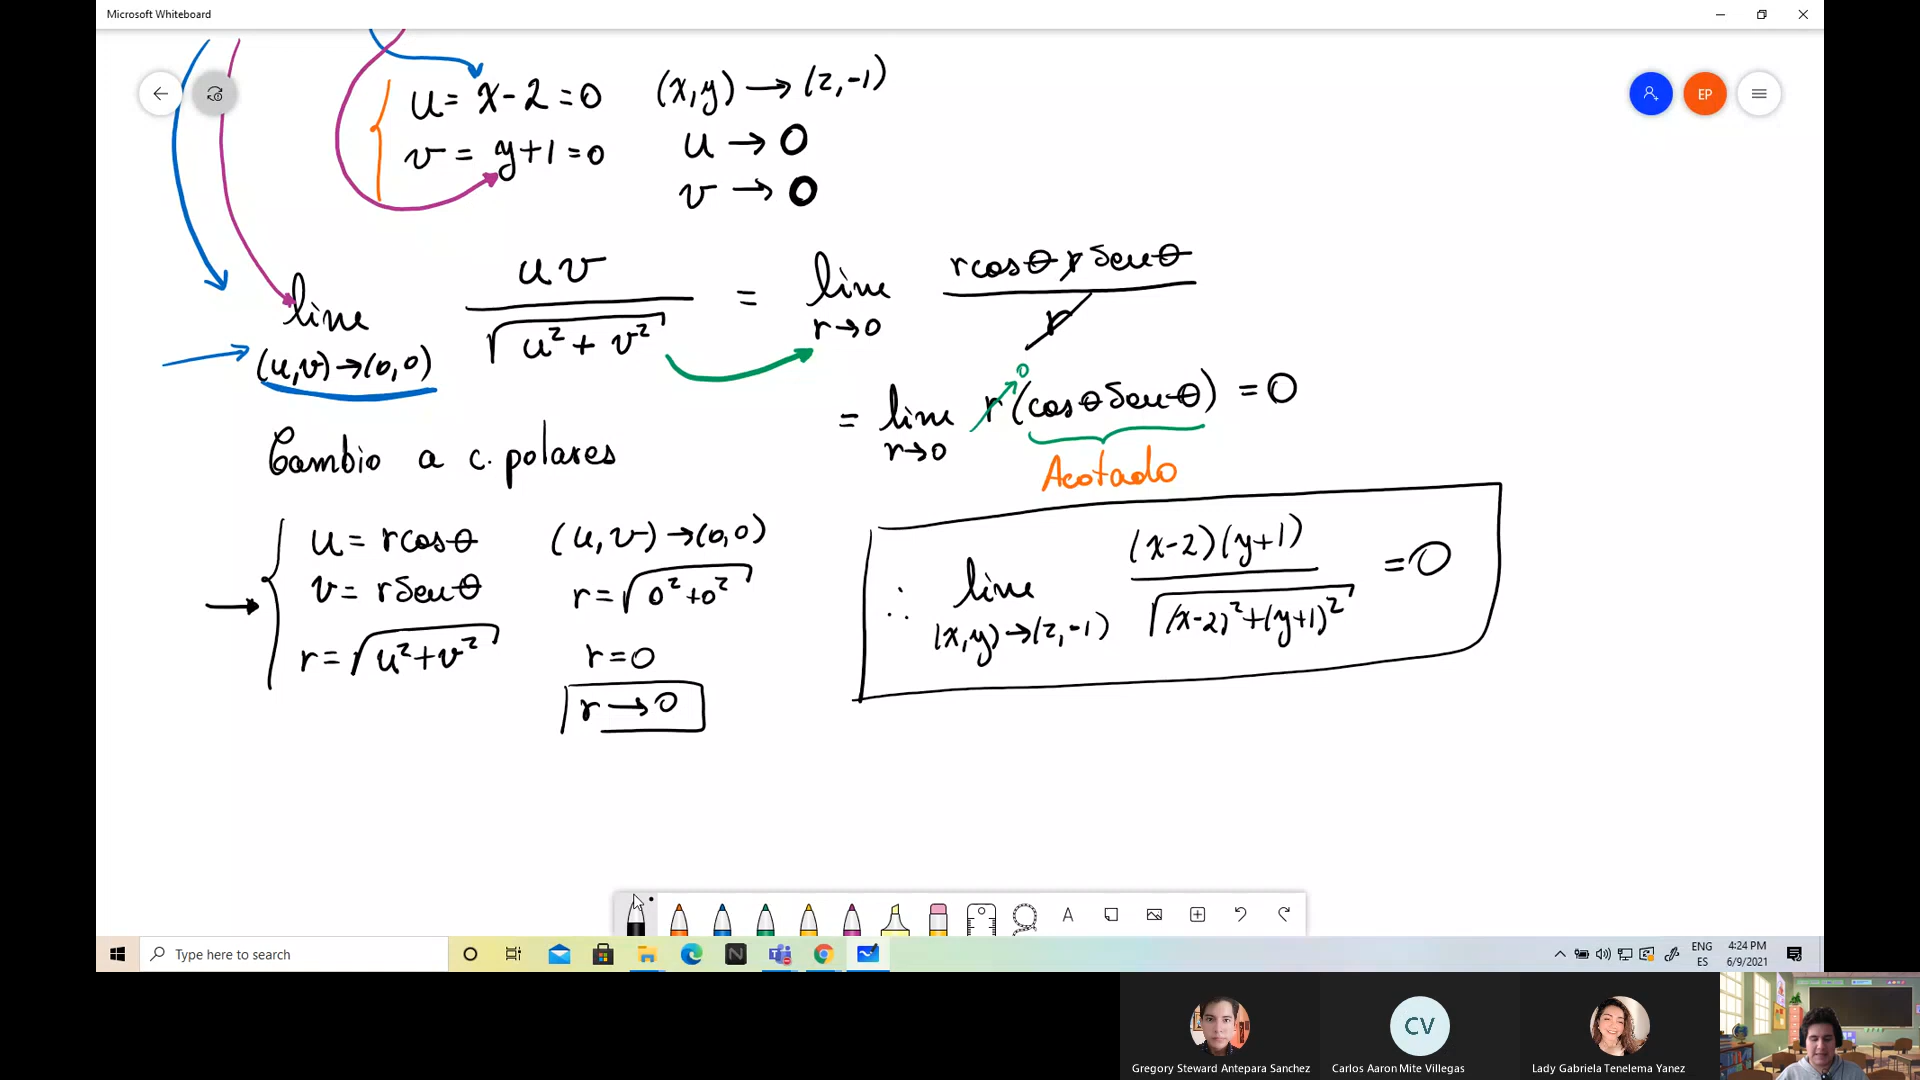 Microsoft Whiteboard
EP
u = x-2 = 0
v = y+1 = 0
(x,y) → (2,-1)
u → 0
v → 0
lim (u,v)→(0,0) uv / √(u²+v²) = lim r→0 rcosθ r senθ / r
= lim r→0 r (cosθ senθ) = 0
0
Acotado
Cambio a c. polares
u = rcosθ
v = rsenθ
r = √(u²+v²)
(u,v) → (0,0)
r = √(0²+0²)
r = 0
r → 0
∴ lim (x,y)→(2,-1) (x-2)(y+1) / √((x-2)²+(y+1)²) = 0
A
Type here to search
N
ENG
ES
4:24 PM
6/9/2021
CV
Gregory Steward Antepara Sanchez
Carlos Aaron Mite Villegas
Lady Gabriela Tenelema Yanez